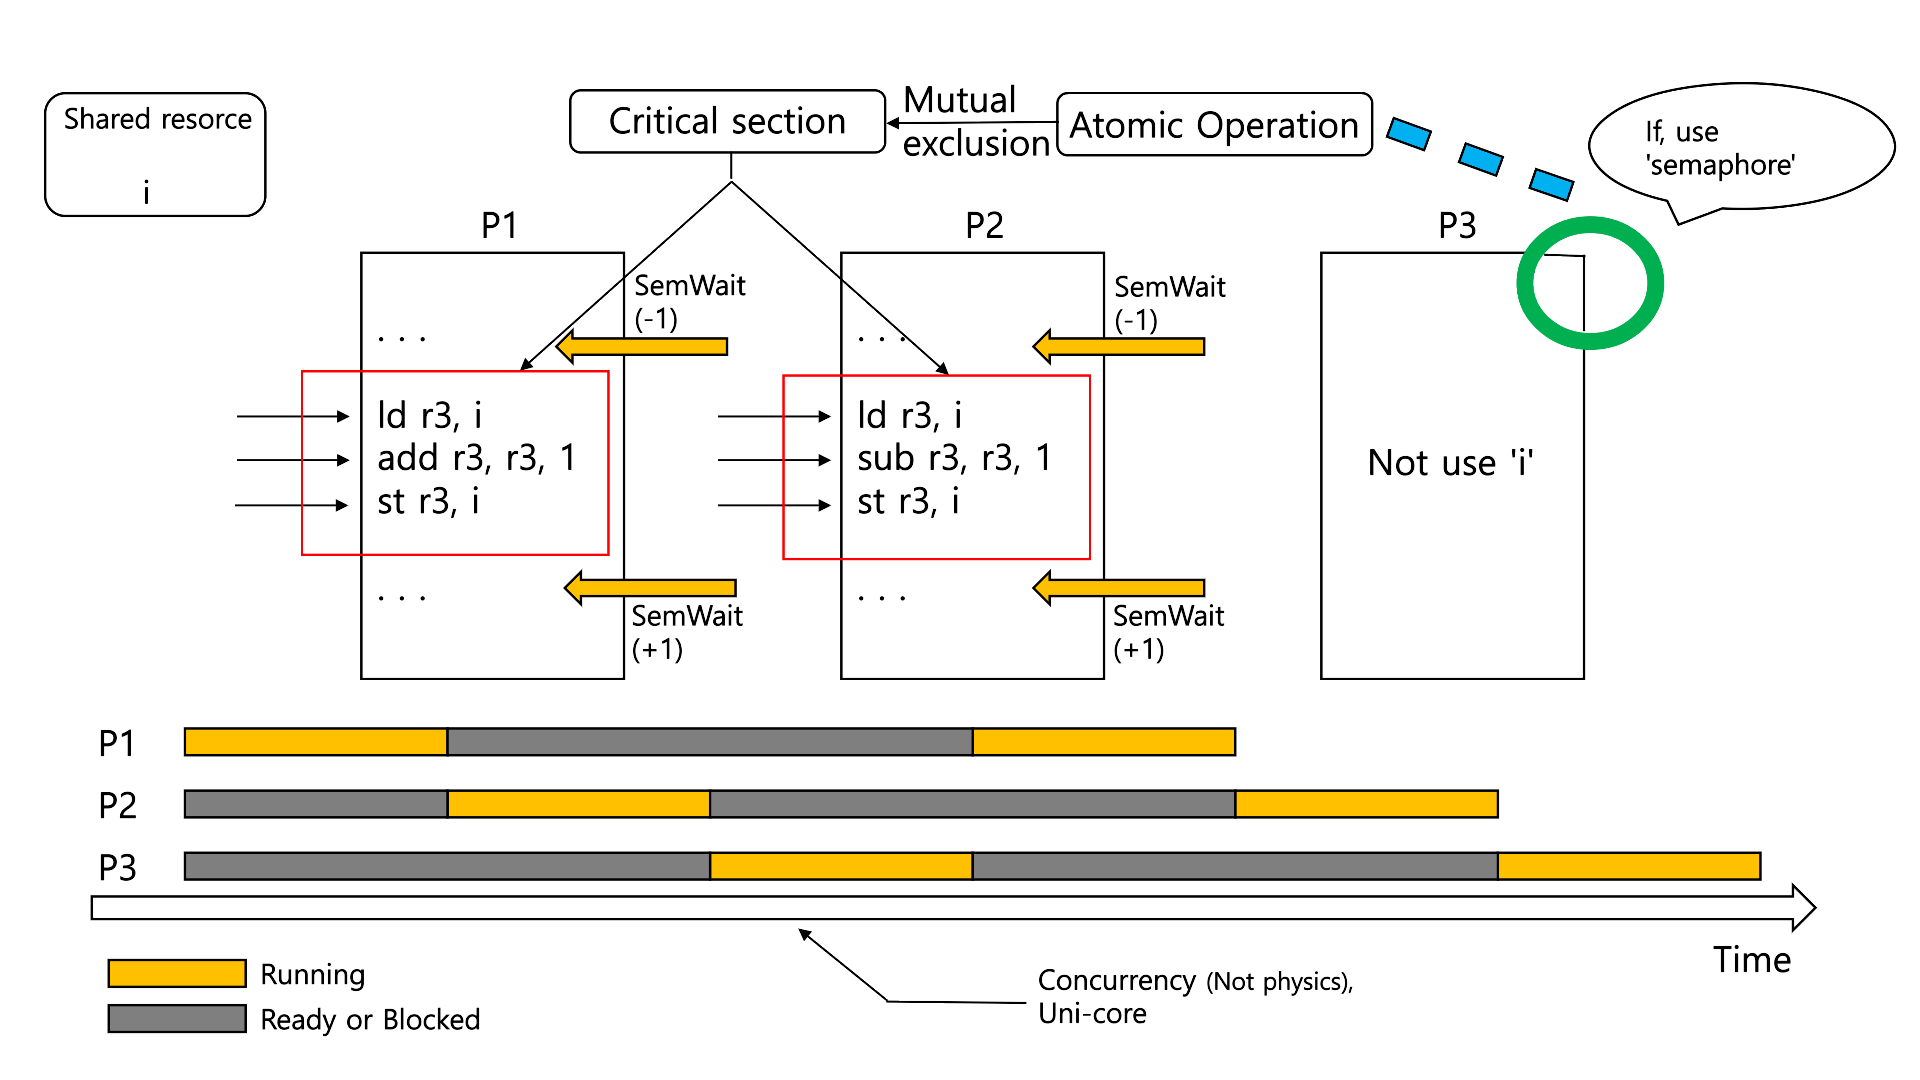 Shared resorce
i
Critical section
Mutual
exclusion
Atomic Operation
If, use
'semaphore'
P1
P2
P3
SemWait
(-1)
SemWait
(-1)
. . .
. . .
ld r3, i
add r3, r3, 1
st r3, i
ld r3, i
sub r3, r3, 1
st r3, i
Not use 'i'
. . .
. . .
SemWait
(+1)
SemWait
(+1)
P1
P2
P3
Time
Running
Ready or Blocked
Concurrency (Not physics),
Uni-core